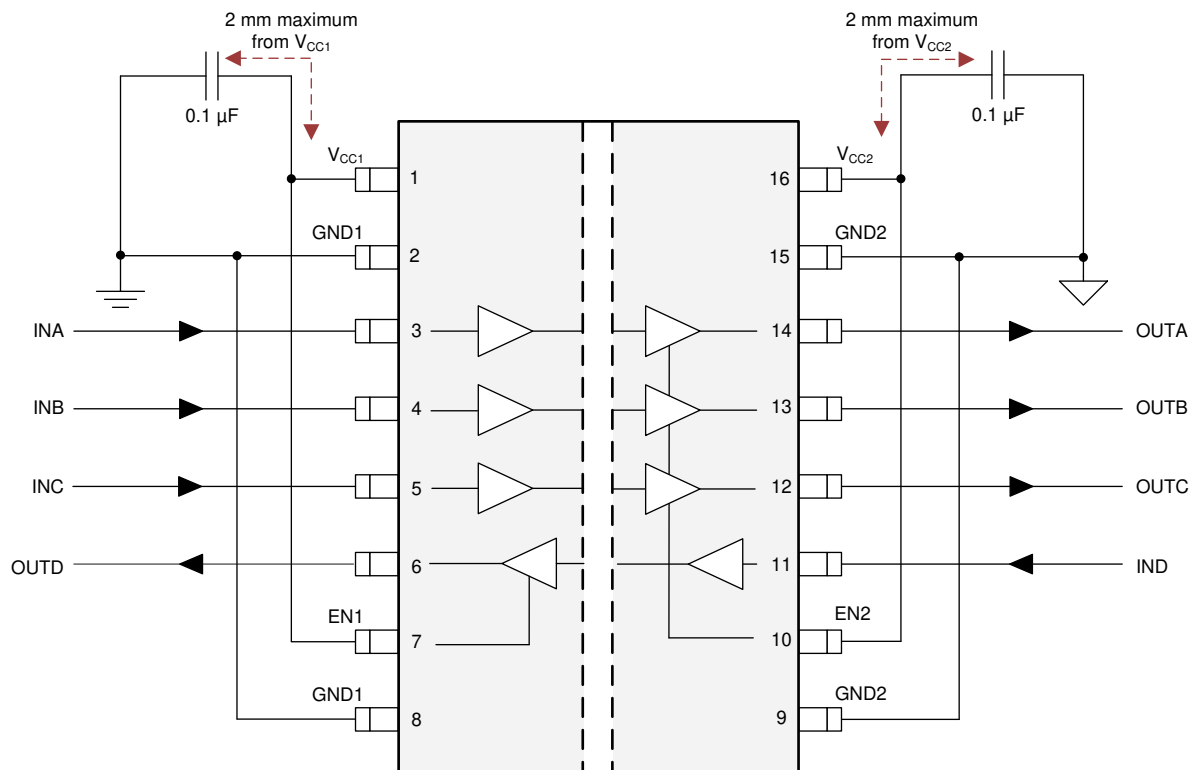 2 mm maximum
from VCC1
2 mm maximum
from VCC2
0.1 µF
0.1 µF
VCC1
1
16
VCC2
GND1
2
15
GND2
INA
3
14
OUTA
INB
4
13
OUTB
INC
5
12
OUTC
OUTD
6
11
IND
EN1
7
10
EN2
GND1
8
9
GND2